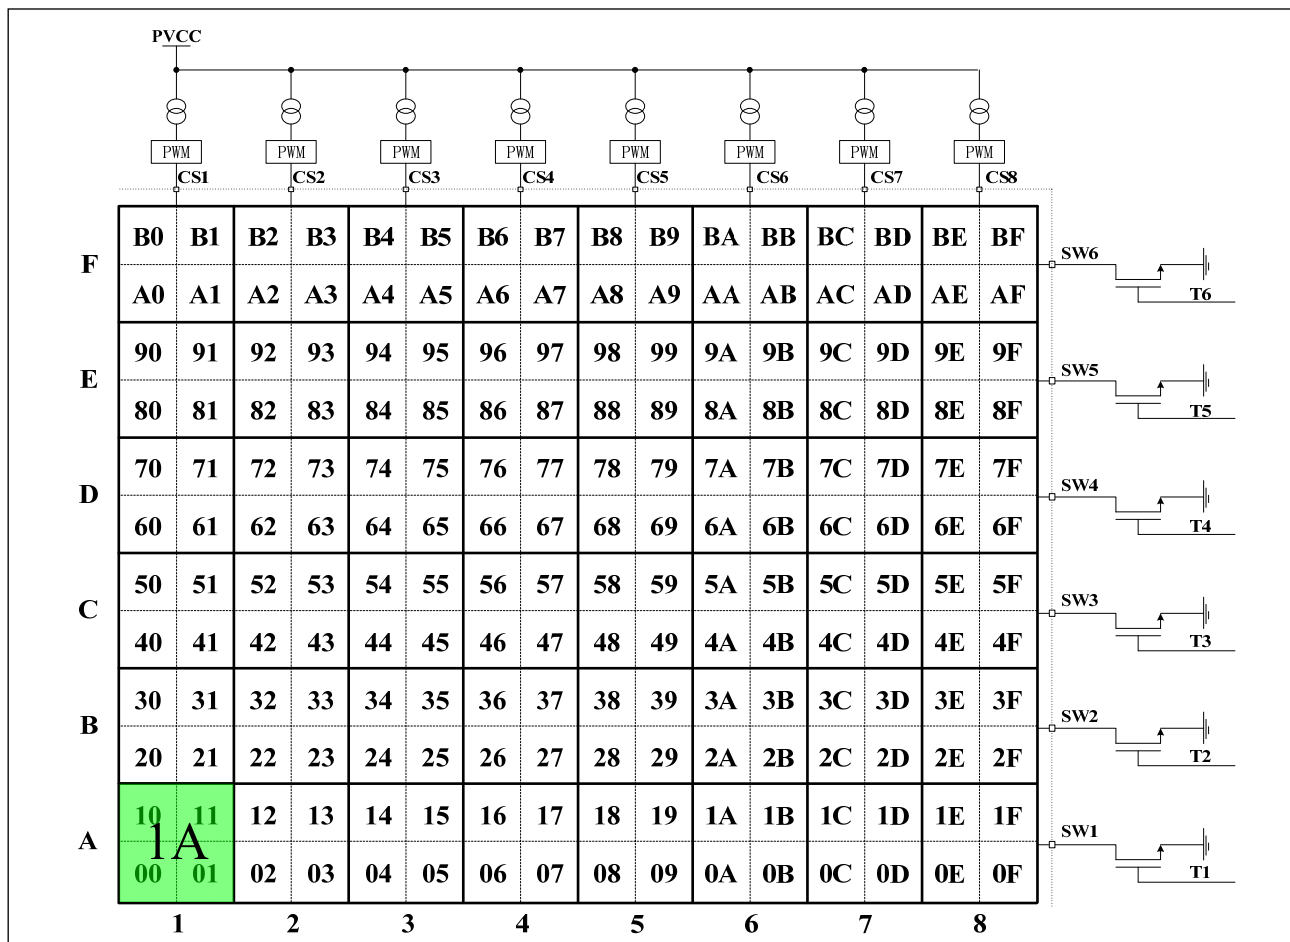 PVCC
PWM PWM PWM PWM PWM PWM PWM PWM
CS1 CS2 CS3 CS4 CS5 CS6 CS7 CS8
B0 B1 B2 B3 B4 B5 B6 B7 B8 B9 BA BB BC BD BE BF
SW6
F
A0 A1 A2 A3 A4 A5 A6 A7 A8 A9 AA AB AC AD AE AF
T6
90 91 92 93 94 95 96 97 98 99 9A 9B 9C 9D 9E 9F
SW5
E
80 81 82 83 84 85 86 87 88 89 8A 8B 8C 8D 8E 8F
T5
70 71 72 73 74 75 76 77 78 79 7A 7B 7C 7D 7E 7F
SW4
D
60 61 62 63 64 65 66 67 68 69 6A 6B 6C 6D 6E 6F
T4
50 51 52 53 54 55 56 57 58 59 5A 5B 5C 5D 5E 5F
SW3
C
40 41 42 43 44 45 46 47 48 49 4A 4B 4C 4D 4E 4F
T3
30 31 32 33 34 35 36 37 38 39 3A 3B 3C 3D 3E 3F
SW2
B
20 21 22 23 24 25 26 27 28 29 2A 2B 2C 2D 2E 2F
T2
10 11 12 13 14 15 16 17 18 19 1A 1B 1C 1D 1E 1F
SW1
A
1A
00 01 02 03 04 05 06 07 08 09 0A 0B 0C 0D 0E 0F
T1
1 2 3 4 5 6 7 8